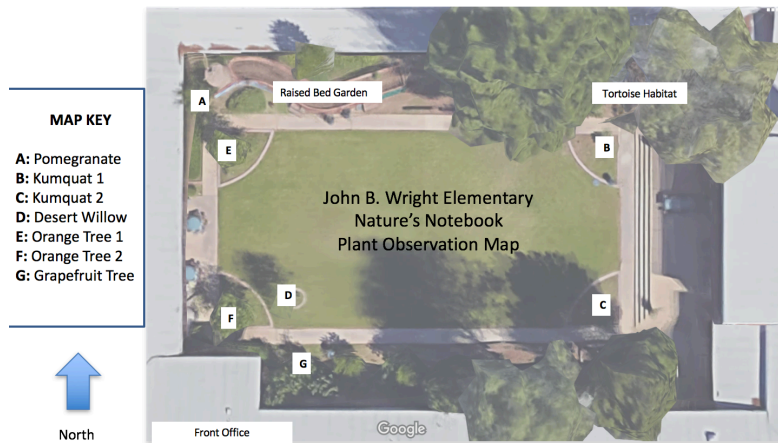 MAP KEY
A: Pomegranate
B: Kumquat 1
C: Kumquat 2
D: Desert Willow
E: Orange Tree 1
F: Orange Tree 2
G: Grapefruit Tree
North
Raised Bed Garden
Tortoise Habitat
A
E
B
John B. Wright Elementary
Nature's Notebook
Plant Observation Map
D
C
F
G
Front Office
Google